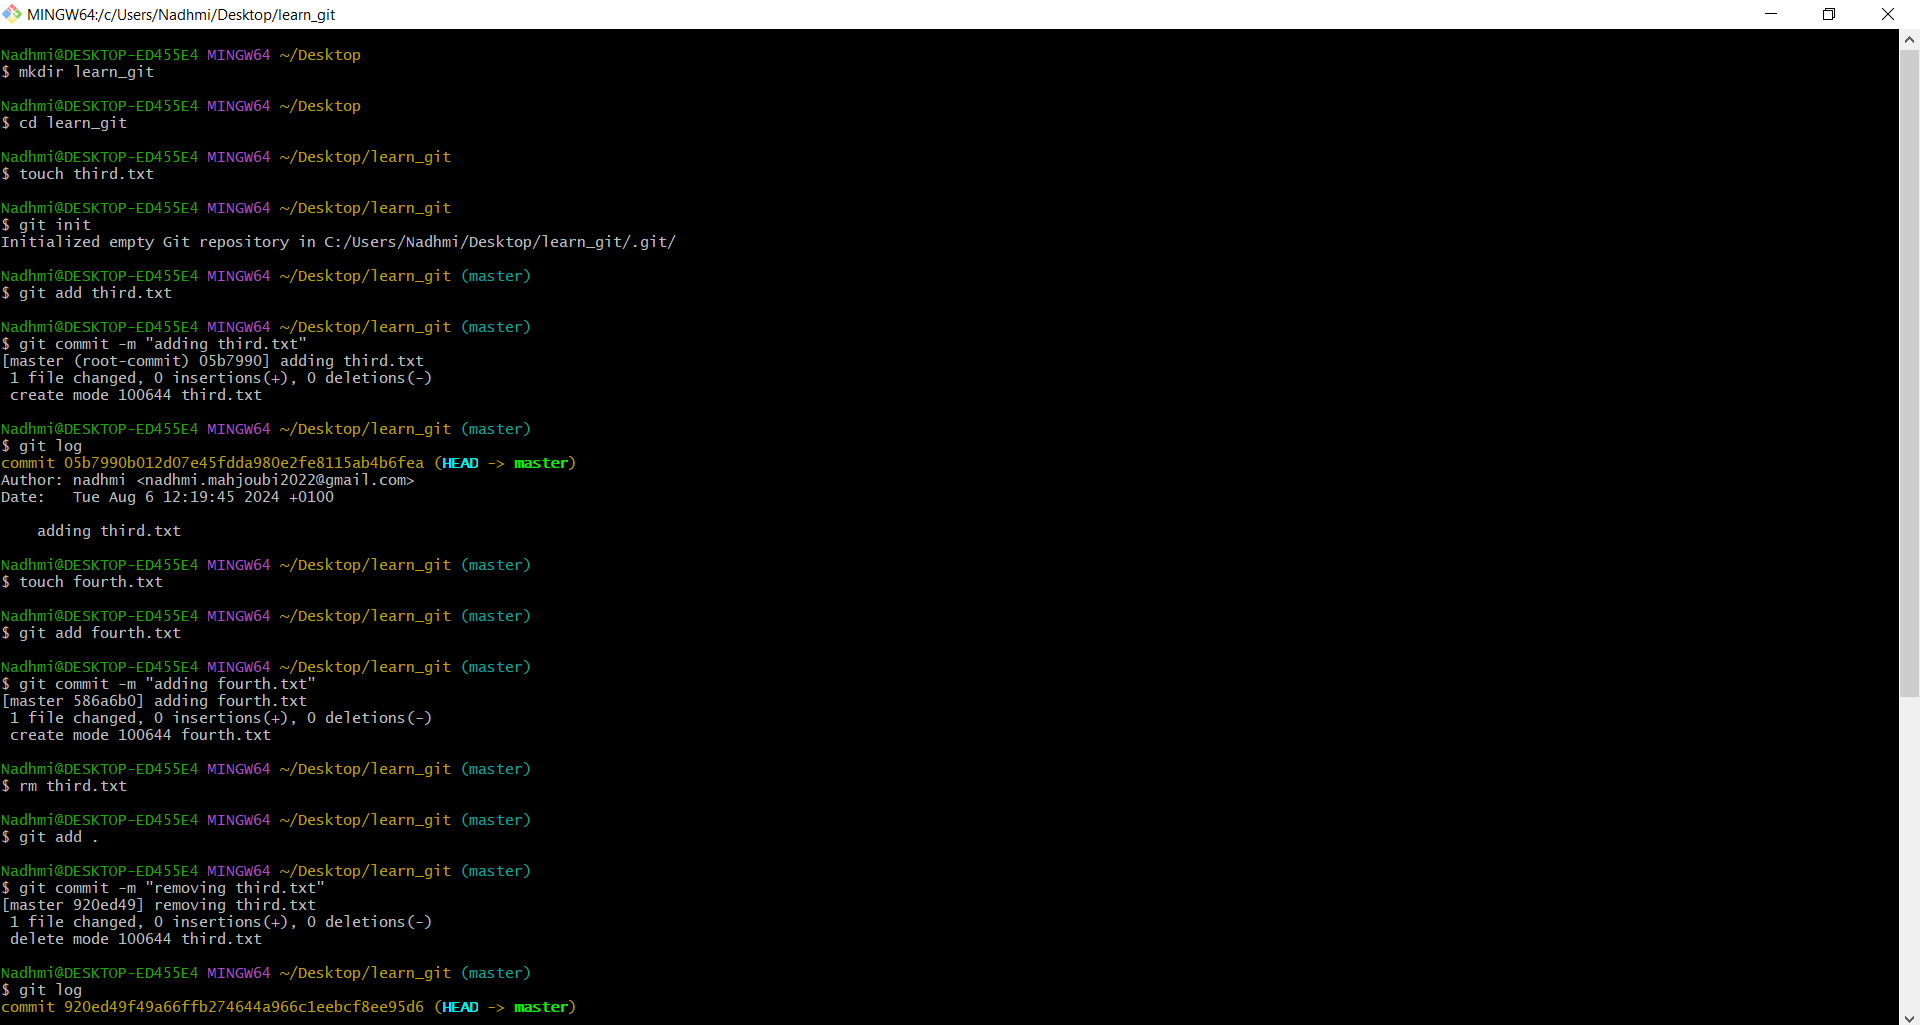 MINGW64:/c/Users/Nadhmi/Desktop/learn_git
Nadhmi@DESKTOP-ED455E4 MINGW64 ~/Desktop
$ mkdir learn_git
Nadhmi@DESKTOP-ED455E4 MINGW64 ~/Desktop
$ cd learn_git
Nadhmi@DESKTOP-ED455E4 MINGW64 ~/Desktop/learn_git
$ touch third.txt
Nadhmi@DESKTOP-ED455E4 MINGW64 ~/Desktop/learn_git
$ git init
Initialized empty Git repository in C:/Users/Nadhmi/Desktop/learn_git/.git/
Nadhmi@DESKTOP-ED455E4 MINGW64 ~/Desktop/learn_git (master)
$ git add third.txt
Nadhmi@DESKTOP-ED455E4 MINGW64 ~/Desktop/learn_git (master)
$ git commit -m "adding third.txt"
[master (root-commit) 05b7990] adding third.txt
 1 file changed, 0 insertions(+), 0 deletions(-)
 create mode 100644 third.txt
Nadhmi@DESKTOP-ED455E4 MINGW64 ~/Desktop/learn_git (master)
$ git log
commit 05b7990b012d07e45fdda980e2fe8115ab4b6fea (HEAD -> master)
Author: nadhmi <nadhmi.mahjoubi2022@gmail.com>
Date:   Tue Aug 6 12:19:45 2024 +0100
    adding third.txt
Nadhmi@DESKTOP-ED455E4 MINGW64 ~/Desktop/learn_git (master)
$ touch fourth.txt
Nadhmi@DESKTOP-ED455E4 MINGW64 ~/Desktop/learn_git (master)
$ git add fourth.txt
Nadhmi@DESKTOP-ED455E4 MINGW64 ~/Desktop/learn_git (master)
$ git commit -m "adding fourth.txt"
[master 586a6b0] adding fourth.txt
 1 file changed, 0 insertions(+), 0 deletions(-)
 create mode 100644 fourth.txt
Nadhmi@DESKTOP-ED455E4 MINGW64 ~/Desktop/learn_git (master)
$ rm third.txt
Nadhmi@DESKTOP-ED455E4 MINGW64 ~/Desktop/learn_git (master)
$ git add .
Nadhmi@DESKTOP-ED455E4 MINGW64 ~/Desktop/learn_git (master)
$ git commit -m "removing third.txt"
[master 920ed49] removing third.txt
 1 file changed, 0 insertions(+), 0 deletions(-)
 delete mode 100644 third.txt
Nadhmi@DESKTOP-ED455E4 MINGW64 ~/Desktop/learn_git (master)
$ git log
commit 920ed49f49a66ffb274644a966c1eebcf8ee95d6 (HEAD -> master)